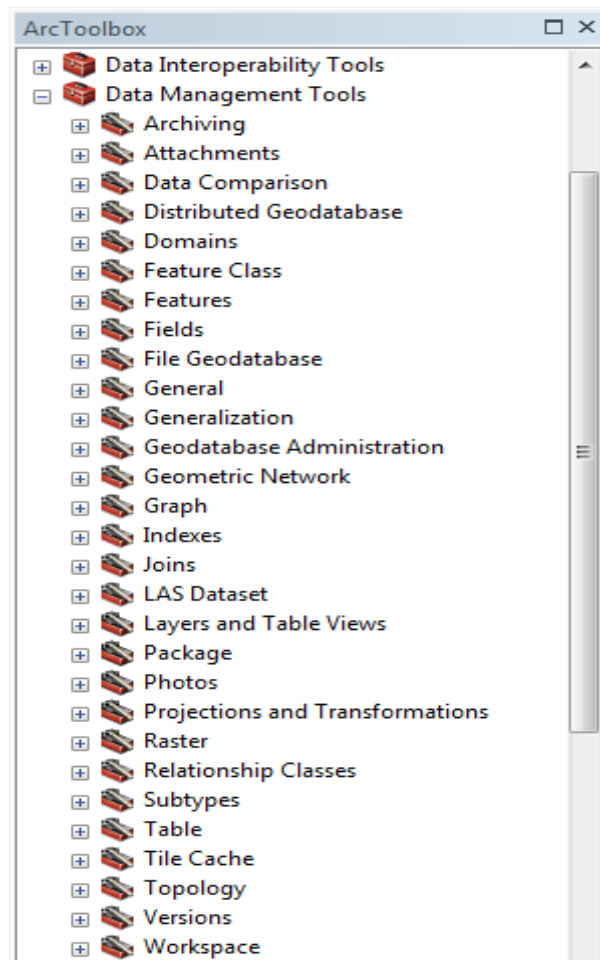 ArcToolbox
Data Interoperability Tools
Data Management Tools
Archiving
Attachments
Data Comparison
Distributed Geodatabase
Domains
Feature Class
Features
Fields
File Geodatabase
General
Generalization
Geodatabase Administration
Geometric Network
Graph
Indexes
Joins
LAS Dataset
Layers and Table Views
Package
Photos
Projections and Transformations
Raster
Relationship Classes
Subtypes
Table
Tile Cache
Topology
Versions
Workspace